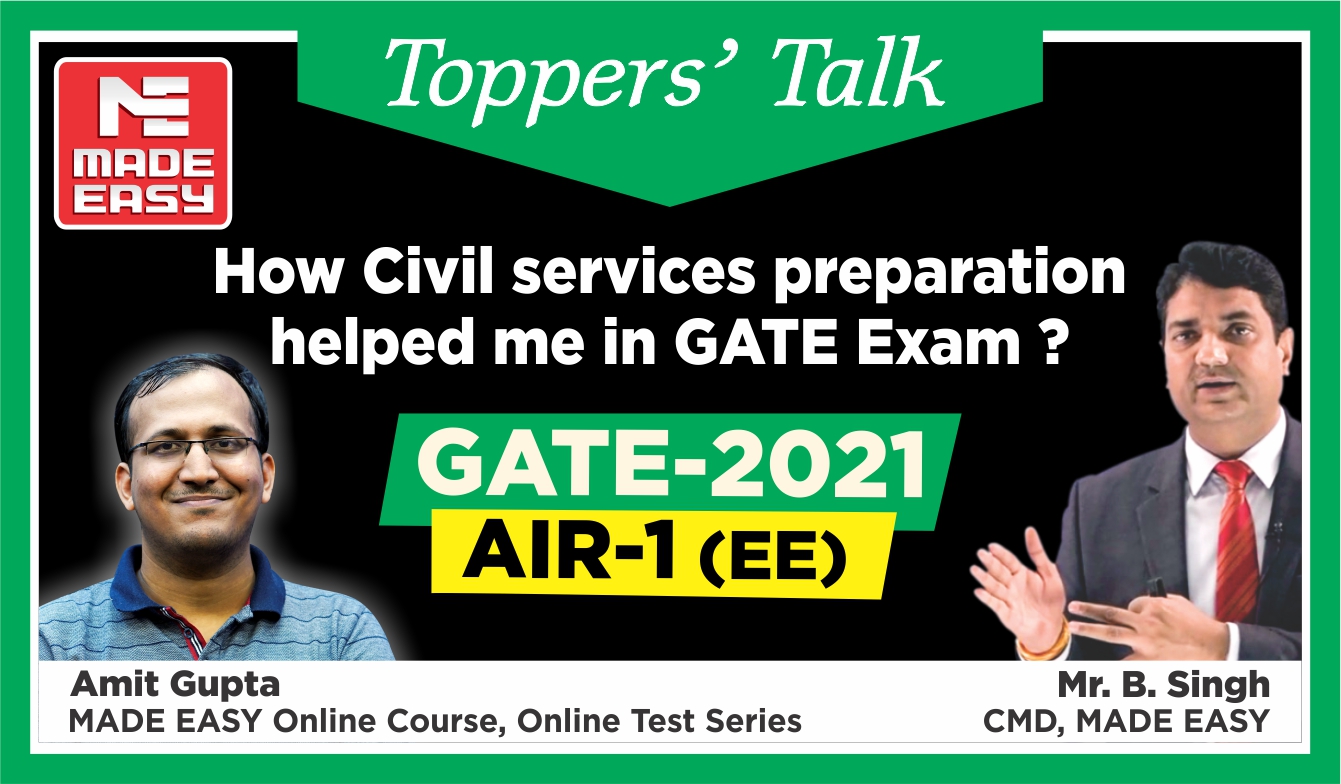 Toppers' Talk
ME
MADE
EASY
How Civil services preparation
helped me in GATE Exam ?
GATE-2021
AIR-1 (EE)
Amit Gupta
MADE EASY Online Course, Online Test Series
Mr. B. Singh
CMD, MADE EASY